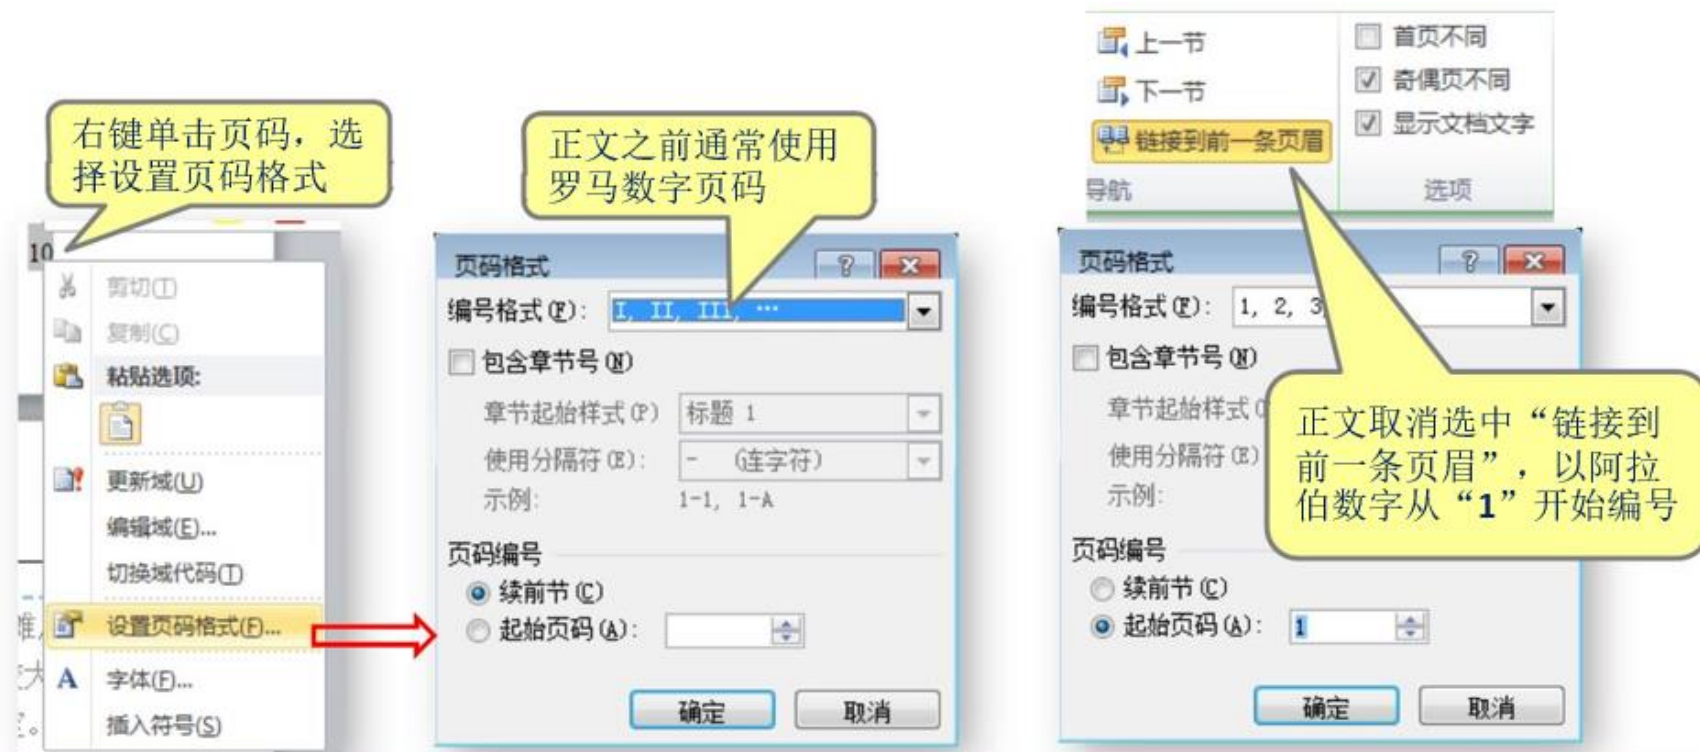 右键单击页码，选
择设置页码格式
10
剪切(T)
复制(C)
粘贴选项:
更新域(U)
编辑域(E)...
切换域代码(T)
设置页码格式(F)...
A 字体(F)...
插入符号(S)
正文之前通常使用
罗马数字页码
页码格式
?
编号格式(F): I, II, III, …
包含章节号(N)
章节起始样式(P) 标题 1
使用分隔符(E): - (连字符)
示例: 1-1, 1-A
页码编号
续前节(C)
起始页码(A):
确定 取消
上一节
下一节
链接到前一条页眉
导航
首页不同
奇偶页不同
显示文档文字
选项
页码格式
?
编号格式(F): 1, 2, 3
包含章节号(N)
章节起始样式
使用分隔符(E)
示例:
正文取消选中“链接到
前一条页眉”，以阿拉
伯数字从“1”开始编号
页码编号
续前节(C)
起始页码(A): 1
确定 取消